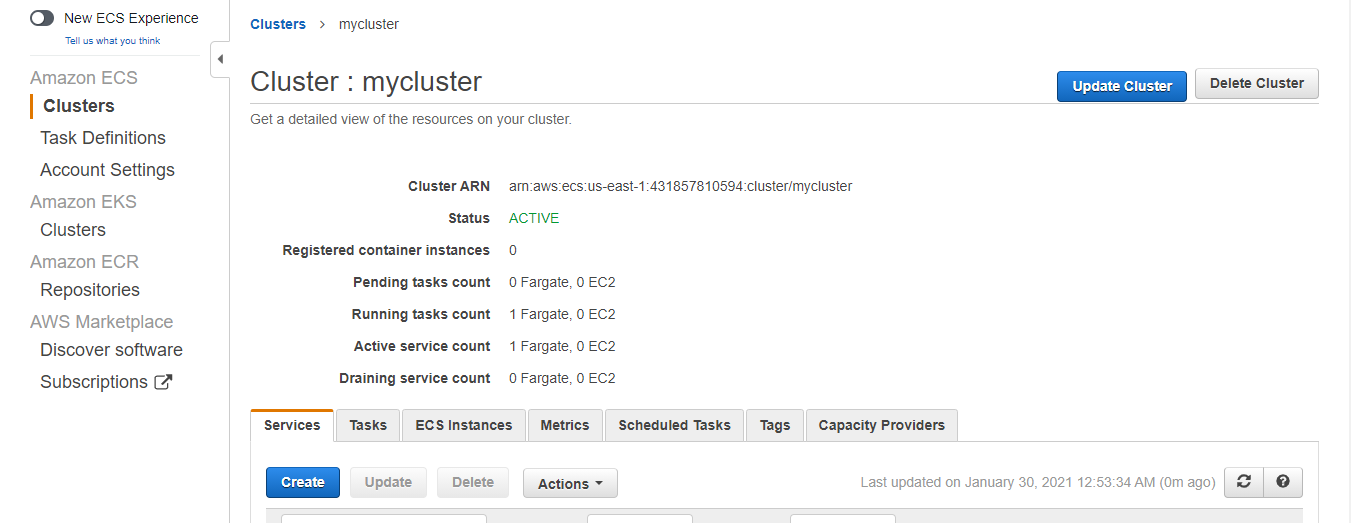 New ECS Experience
Tell us what you think
Amazon ECS
Clusters
Task Definitions
Account Settings
Amazon EKS
Clusters
Amazon ECR
Repositories
AWS Marketplace
Discover software
Subscriptions
Clusters > mycluster
Cluster : mycluster
Update Cluster Delete Cluster
Get a detailed view of the resources on your cluster.
Cluster ARN arn:aws:ecs:us-east-1:431857810594:cluster/mycluster
Status ACTIVE
Registered container instances 0
Pending tasks count 0 Fargate, 0 EC2
Running tasks count 1 Fargate, 0 EC2
Active service count 1 Fargate, 0 EC2
Draining service count 0 Fargate, 0 EC2
Services Tasks ECS Instances Metrics Scheduled Tasks Tags Capacity Providers
Create Update Delete Actions Last updated on January 30, 2021 12:53:34 AM (0m ago)